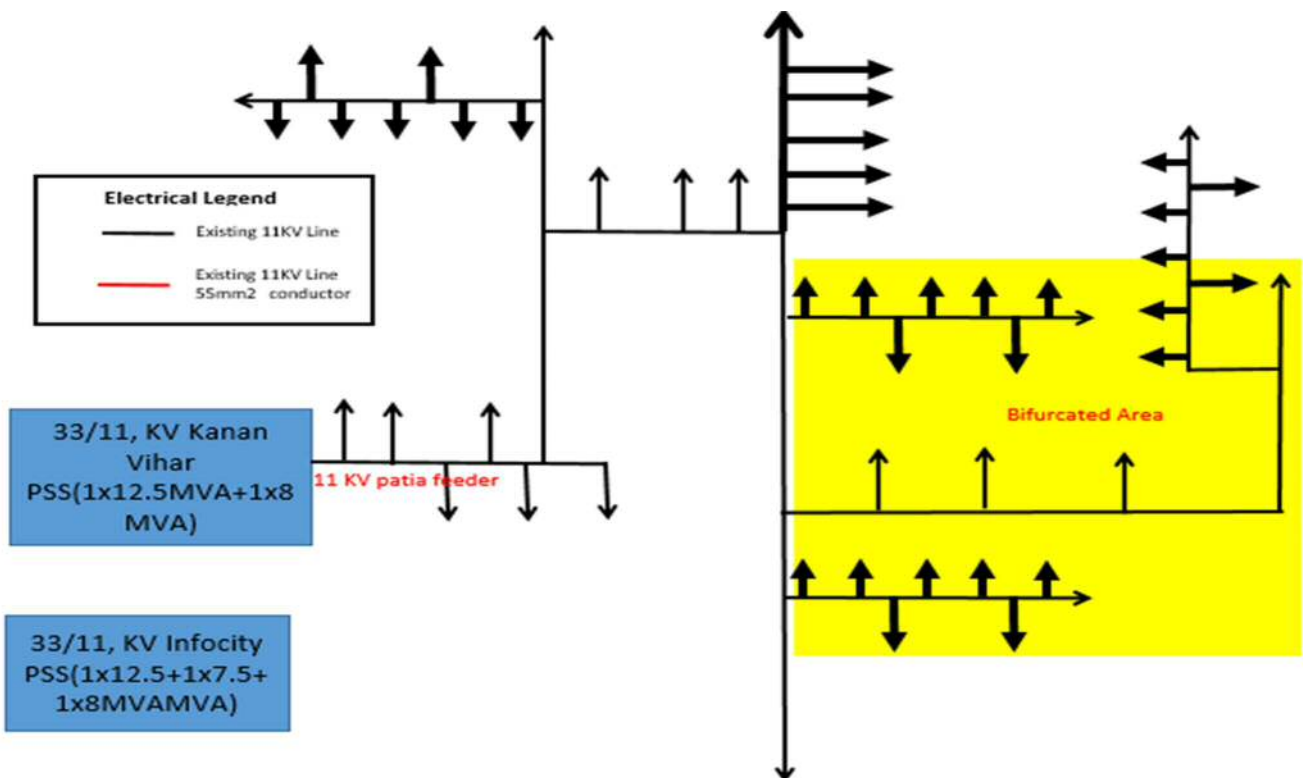 Electrical Legend
Existing 11KV Line
Existing 11KV Line
55mm2 conductor
33/11, KV Kanan
Vihar
PSS(1x12.5MVA+1x8
MVA)
11 KV patia feeder
Bifurcated Area
33/11, KV Infocity
PSS(1x12.5+1x7.5+
1x8MVAMVA)